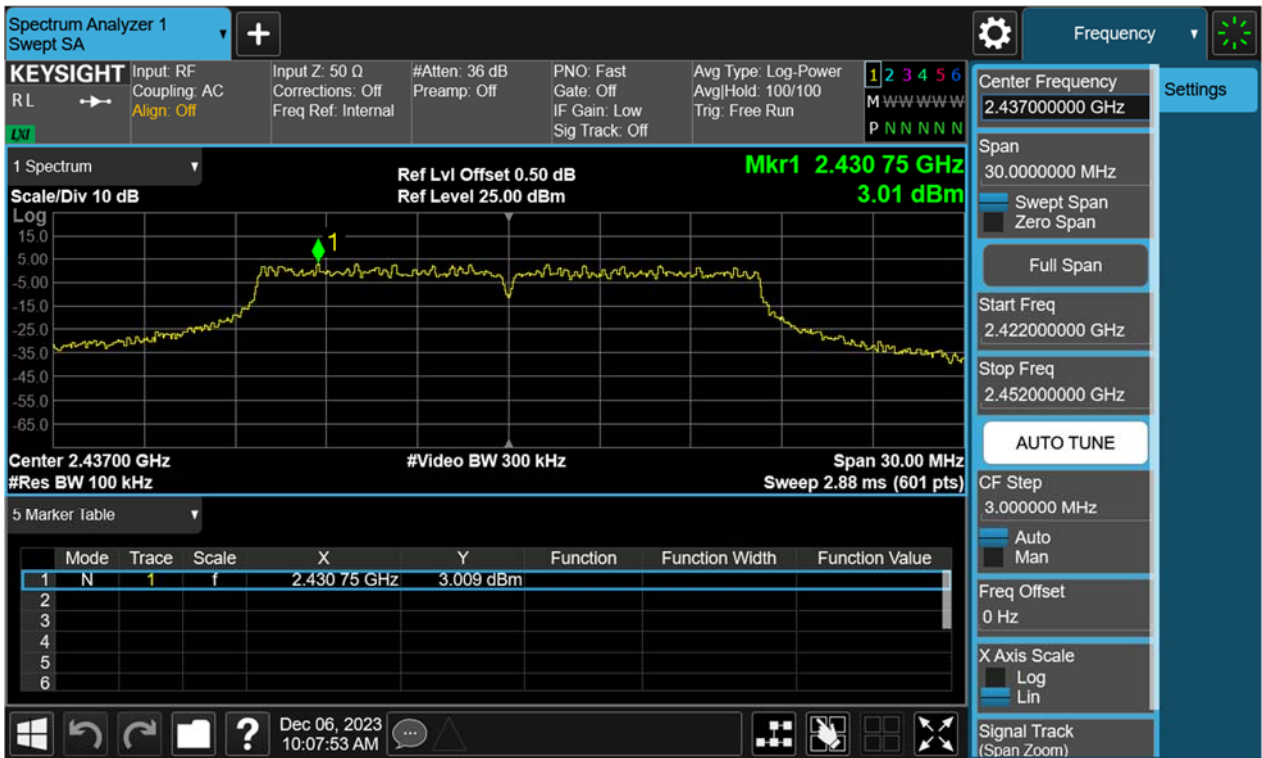 Spectrum Analyzer 1
Swept SA
+
Frequency
KEYSIGHT
RL
LXI
Input: RF
Coupling: AC
Align: Off
Input Z: 50 Ω
Corrections: Off
Freq Ref: Internal
#Atten: 36 dB
Preamp: Off
PNO: Fast
Gate: Off
IF Gain: Low
Sig Track: Off
Avg Type: Log-Power
Avg|Hold: 100/100
Trig: Free Run
1 2 3 4 5 6
M W W W W W
P N N N N N
1 Spectrum
Scale/Div 10 dB
Ref Lvl Offset 0.50 dB
Ref Level 25.00 dBm
Mkr1 2.430 75 GHz
3.01 dBm
Log
15.0
5.00
-5.00
-15.0
-25.0
-35.0
-45.0
-55.0
-65.0
1
Center 2.43700 GHz
#Video BW 300 kHz
Span 30.00 MHz
#Res BW 100 kHz
Sweep 2.88 ms (601 pts)
5 Marker Table
Mode Trace Scale X Y Function Function Width Function Value
1 N 1 f 2.430 75 GHz 3.009 dBm
2
3
4
5
6
?
Dec 06, 2023
10:07:53 AM
Center Frequency
2.437000000 GHz
Settings
Span
30.0000000 MHz
Swept Span
Zero Span
Full Span
Start Freq
2.422000000 GHz
Stop Freq
2.452000000 GHz
AUTO TUNE
CF Step
3.000000 MHz
Auto
Man
Freq Offset
0 Hz
X Axis Scale
Log
Lin
Signal Track
(Span Zoom)